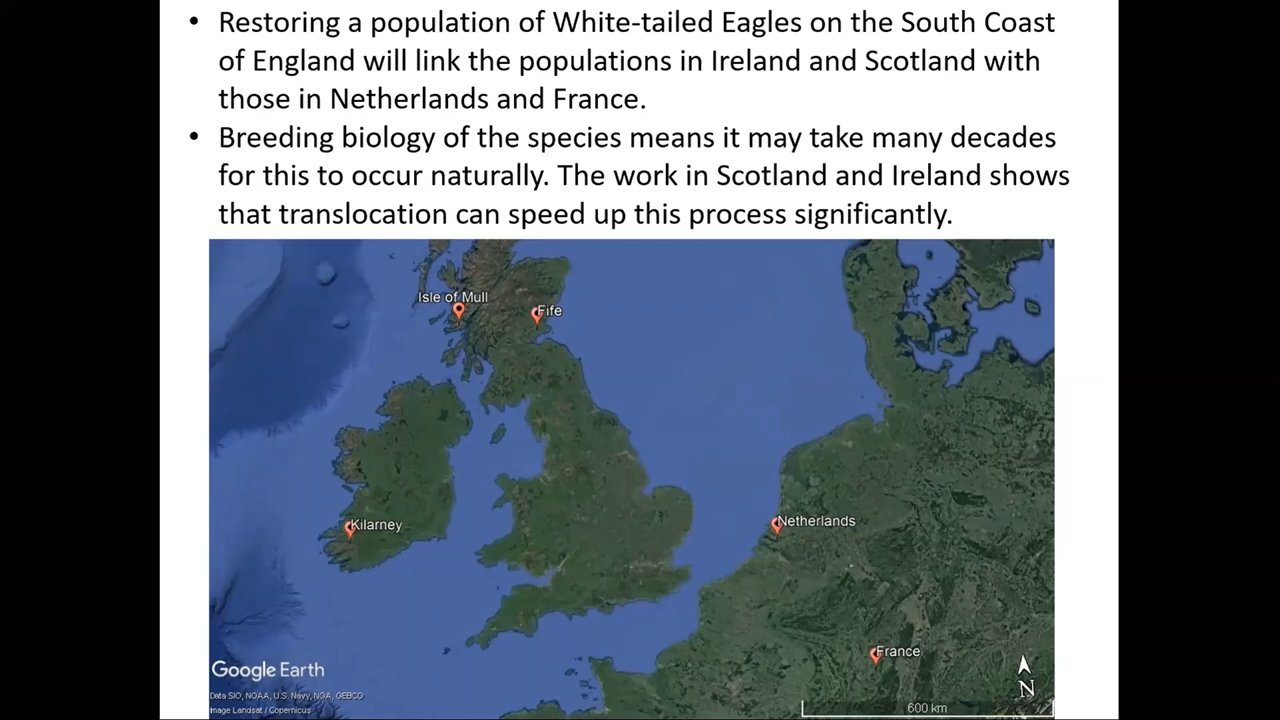 • Restoring a population of White-tailed Eagles on the South Coast
of England will link the populations in Ireland and Scotland with
those in Netherlands and France.
• Breeding biology of the species means it may take many decades
for this to occur naturally. The work in Scotland and Ireland shows
that translocation can speed up this process significantly.
Isle of Mull
Fife
Kilarney
Netherlands
France
Google Earth
Data SIO, NOAA, U.S. Navy, NGA, GEBCO
Image Landsat / Copernicus
N
600 km